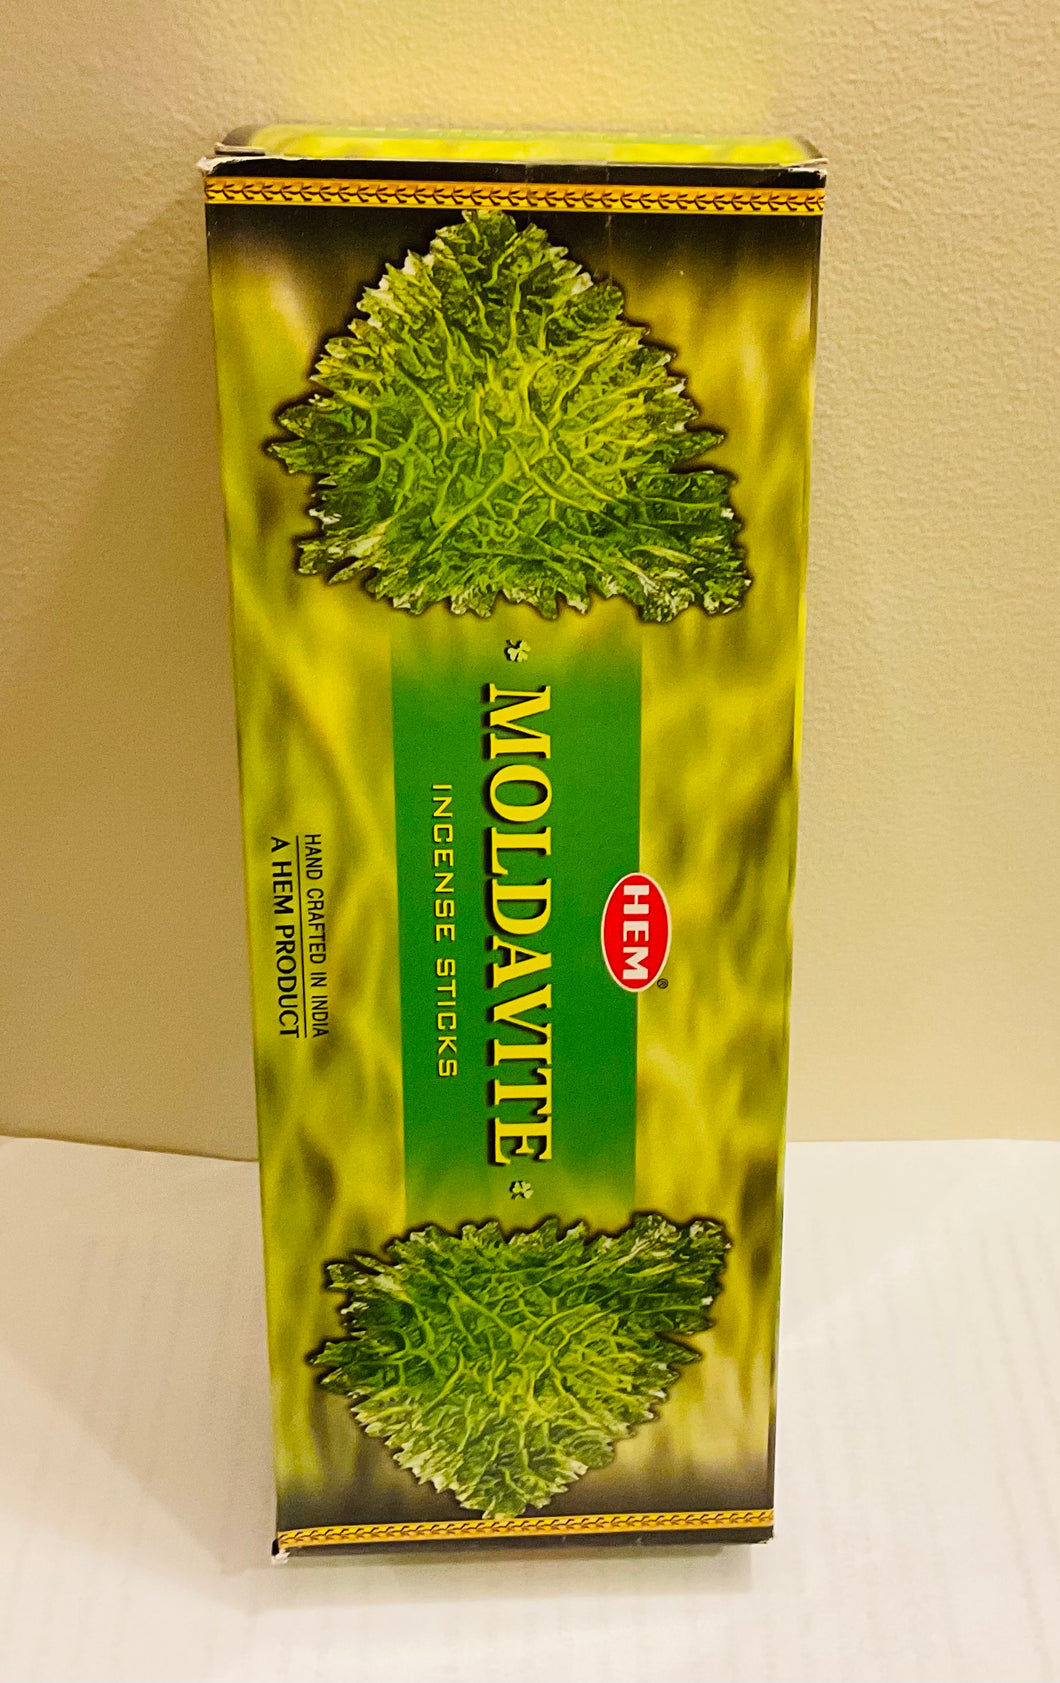 HEM®
MOLDAVITE
INCENSE STICKS
HAND CRAFTED IN INDIA
A HEM PRODUCT